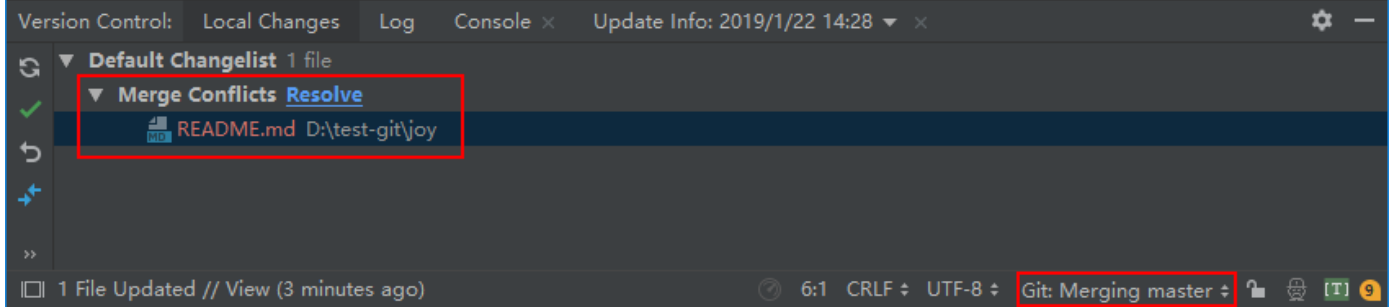 Version Control: Local Changes Log Console × Update Info: 2019/1/22 14:28 ▼ ×
▼ Default Changelist 1 file
▼ Merge Conflicts Resolve
MD README.md D:\test-git\joy
>>
1 File Updated // View (3 minutes ago) 6:1 CRLF UTF-8 Git: Merging master [T] 9